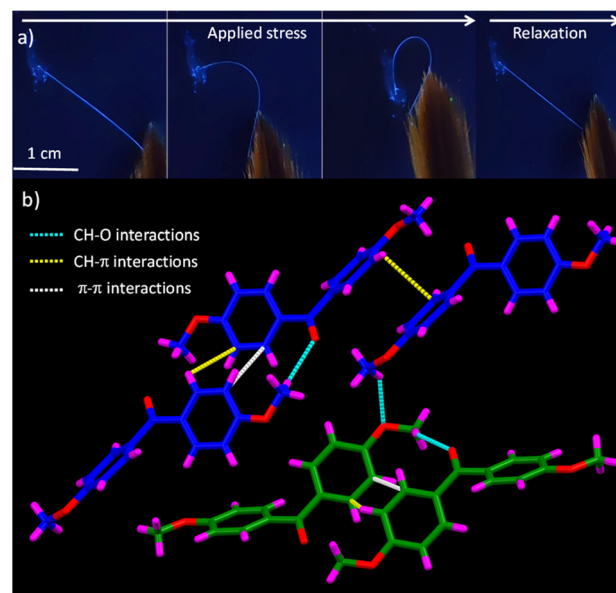 a)
Applied stress
Relaxation
1 cm
b)
CH-O interactions
CH-π interactions
π-π interactions